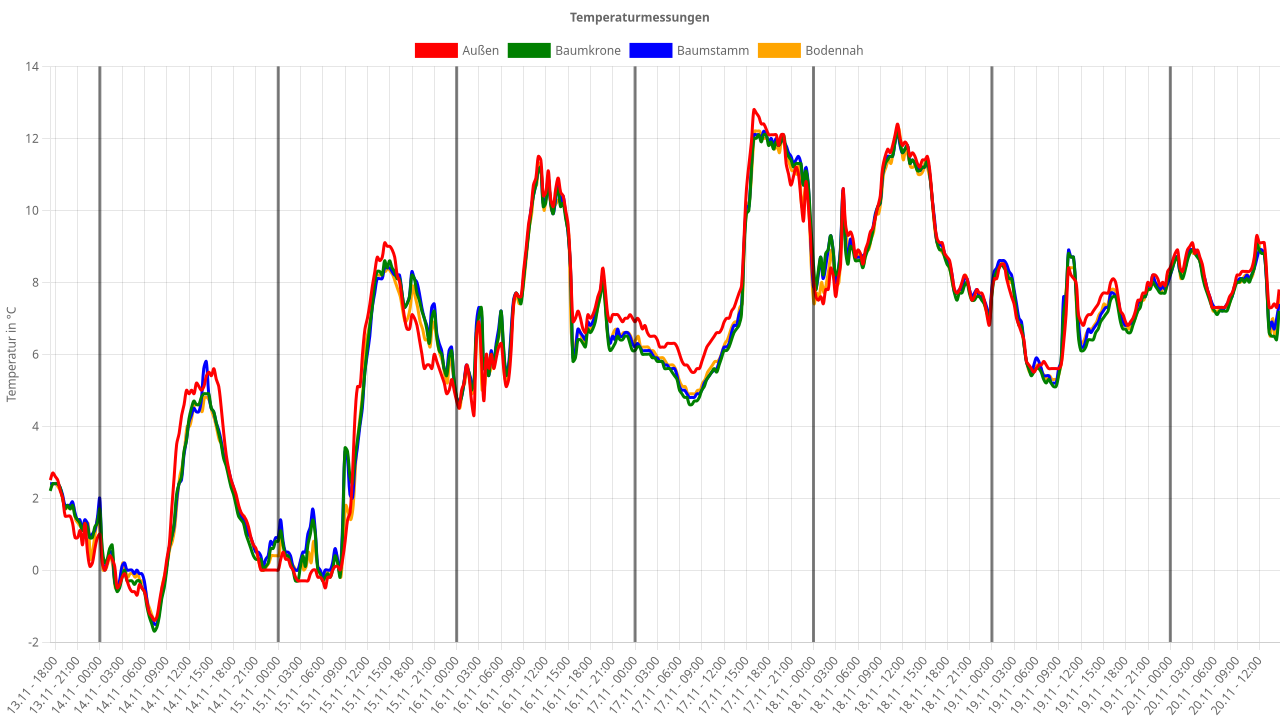 Temperaturmessungen
Außen Baumkrone Baumstamm Bodennah
Temperatur in °C
14
12
10
8
6
4
2
0
-2
13.11 - 18:00
13.11 - 21:00
14.11 - 00:00
14.11 - 03:00
14.11 - 06:00
14.11 - 09:00
14.11 - 12:00
14.11 - 15:00
14.11 - 18:00
14.11 - 21:00
15.11 - 00:00
15.11 - 03:00
15.11 - 06:00
15.11 - 09:00
15.11 - 12:00
15.11 - 15:00
15.11 - 18:00
15.11 - 21:00
16.11 - 00:00
16.11 - 03:00
16.11 - 06:00
16.11 - 09:00
16.11 - 12:00
16.11 - 15:00
16.11 - 18:00
16.11 - 21:00
17.11 - 00:00
17.11 - 03:00
17.11 - 06:00
17.11 - 09:00
17.11 - 12:00
17.11 - 15:00
17.11 - 18:00
17.11 - 21:00
18.11 - 00:00
18.11 - 03:00
18.11 - 06:00
18.11 - 09:00
18.11 - 12:00
18.11 - 15:00
18.11 - 18:00
18.11 - 21:00
19.11 - 00:00
19.11 - 03:00
19.11 - 06:00
19.11 - 09:00
19.11 - 12:00
19.11 - 15:00
19.11 - 18:00
19.11 - 21:00
20.11 - 00:00
20.11 - 03:00
20.11 - 06:00
20.11 - 09:00
20.11 - 12:00